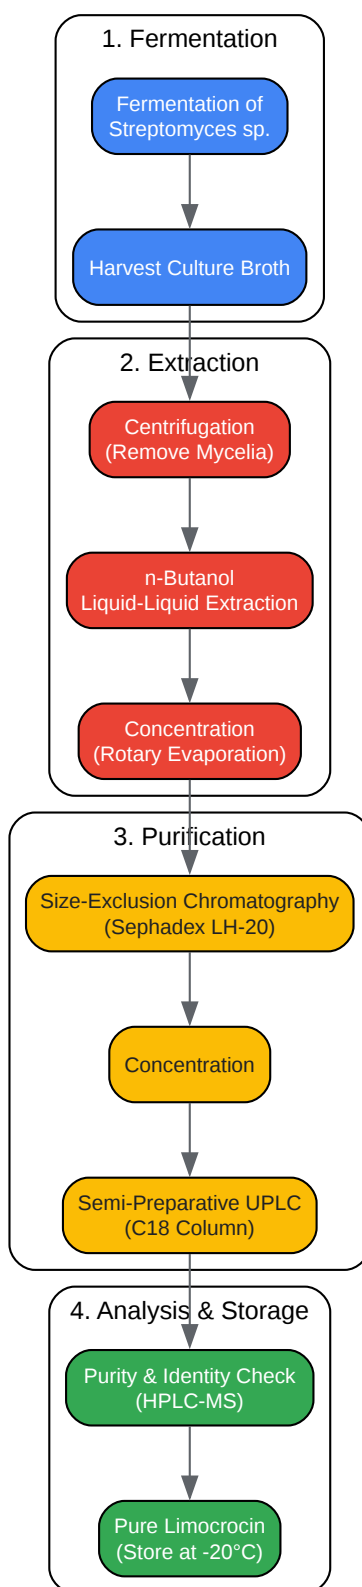 1. Fermentation
Fermentation of
Streptomyces sp.
Harvest Culture Broth
2. Extraction
Centrifugation
(Remove Mycelia)
n-Butanol
Liquid-Liquid Extraction
Concentration
(Rotary Evaporation)
3. Purification
Size-Exclusion Chromatography
(Sephadex LH-20)
Concentration
Semi-Preparative UPLC
(C18 Column)
4. Analysis & Storage
Purity & Identity Check
(HPLC-MS)
Pure Limocrocin
(Store at -20°C)